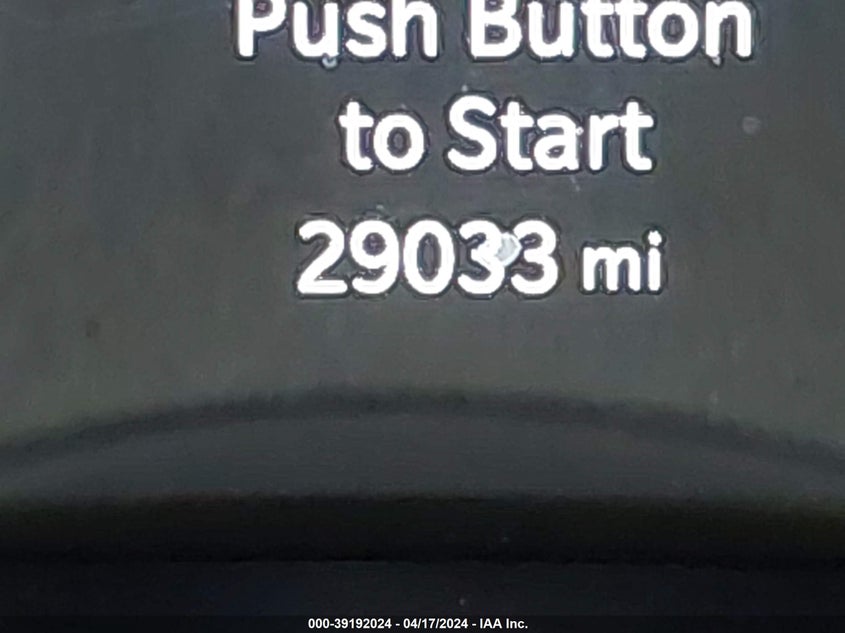 Push Button
to Start
29033 mi
000-39192024 - 04/17/2024 - IAA Inc.